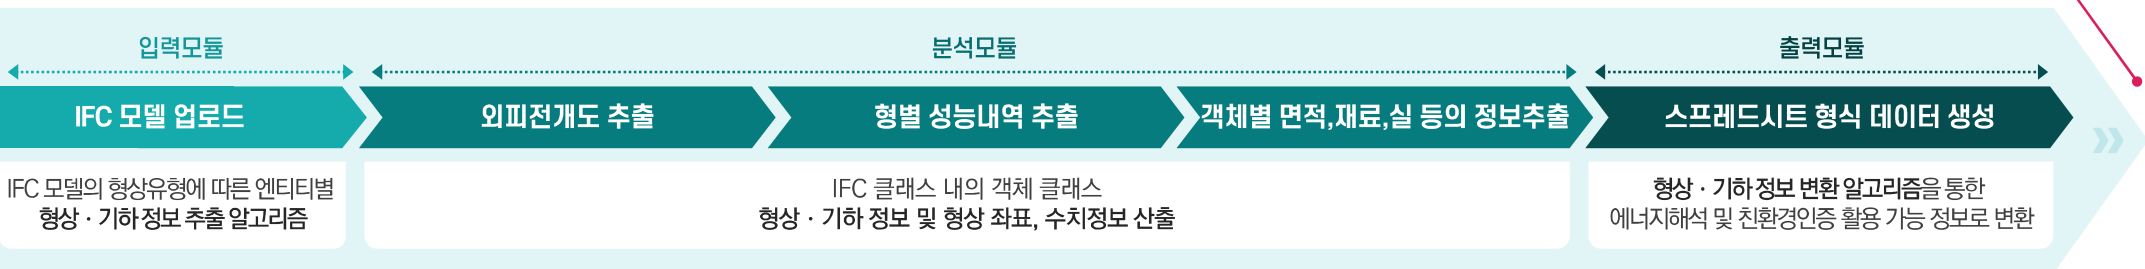 입력모듈
분석모듈
출력모듈
IFC 모델 업로드
외피전개도 추출
형별 성능내역 추출
객체별 면적,재료,실 등의 정보추출
스프레드시트 형식 데이터 생성
IFC 모델의 형상유형에 따른 엔티티별
형상 · 기하 정보 추출 알고리즘
IFC 클래스 내의 객체 클래스
형상 · 기하 정보 및 형상 좌표, 수치정보 산출
형상 · 기하 정보 변환 알고리즘을 통한
에너지해석 및 친환경인증 활용 가능 정보로 변환